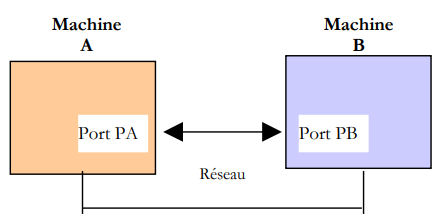 Machine
A
Machine
B
Port PA
Port PB
Réseau